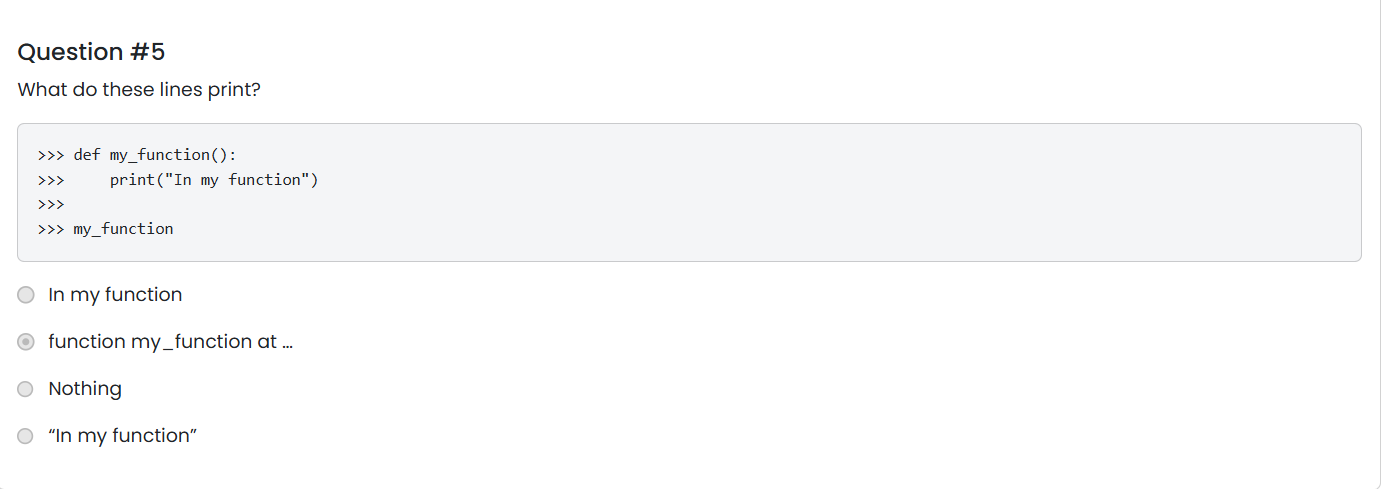 Question #5
What do these lines print?
>>> def my_function():
>>>     print("In my function")
>>>
>>> my_function
In my function
function my_function at …
Nothing
“In my function”